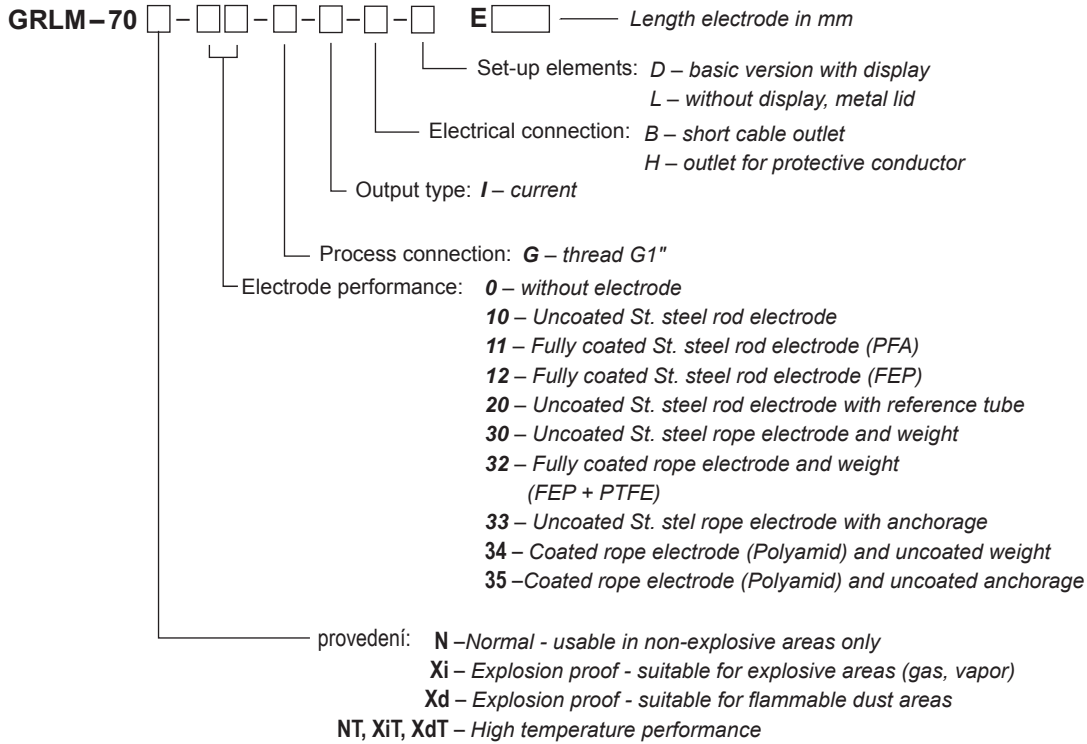 GRLM–70 □–□□–□–□–□–□ E□ Length electrode in mm
Set-up elements: D – basic version with display
L – without display, metal lid
Electrical connection: B – short cable outlet
H – outlet for protective conductor
Output type: I – current
Process connection: G – thread G1"
Electrode performance: 0 – without electrode
10 – Uncoated St. steel rod electrode
11 – Fully coated St. steel rod electrode (PFA)
12 – Fully coated St. steel rod electrode (FEP)
20 – Uncoated St. steel rod electrode with reference tube
30 – Uncoated St. steel rope electrode and weight
32 – Fully coated rope electrode and weight
(FEP + PTFE)
33 – Uncoated St. stel rope electrode with anchorage
34 – Coated rope electrode (Polyamid) and uncoated weight
35 –Coated rope electrode (Polyamid) and uncoated anchorage
provedení: N –Normal - usable in non-explosive areas only
Xi – Explosion proof - suitable for explosive areas (gas, vapor)
Xd – Explosion proof - suitable for flammable dust areas
NT, XiT, XdT – High temperature performance